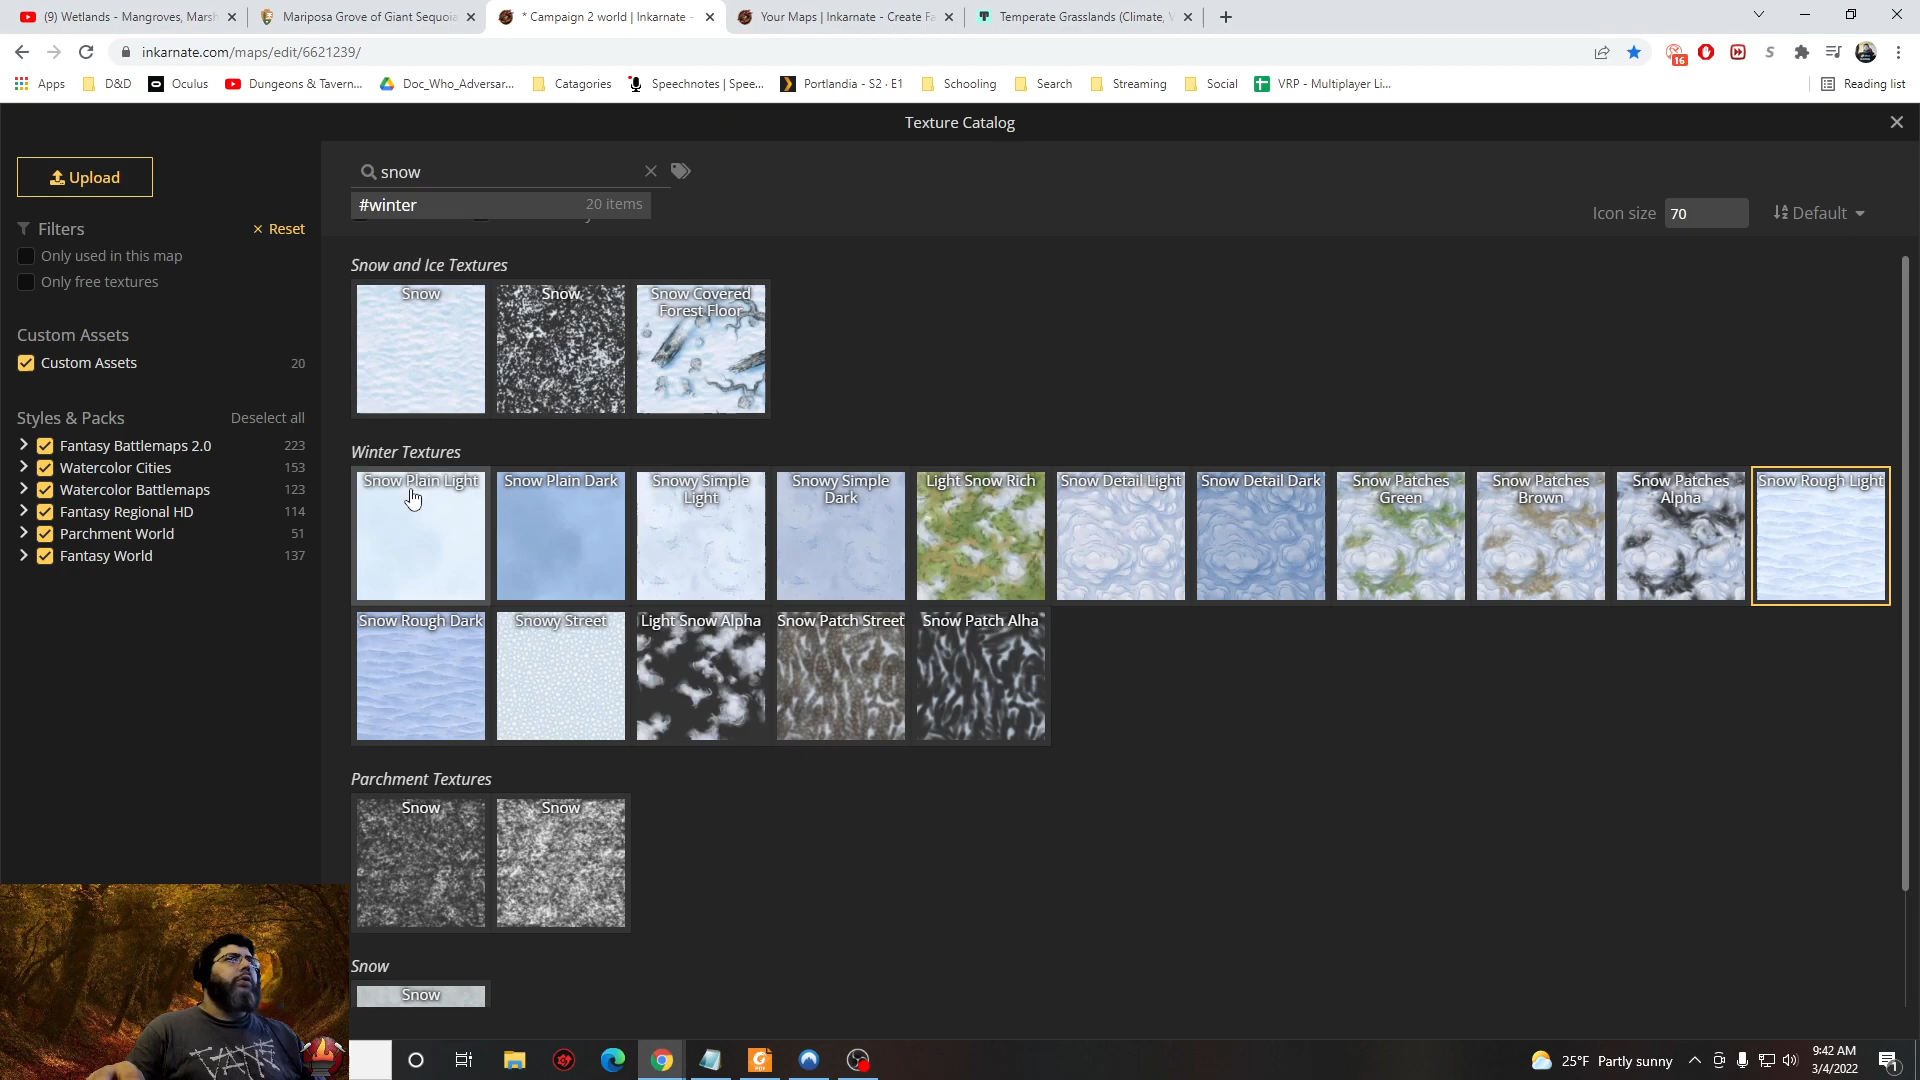 (9) Wetlands - Mangroves, Marsh
Mariposa Grove of Giant Sequoia
* Campaign 2 world | Inkarnate -
Your Maps | Inkarnate - Create Fa
Temperate Grasslands (Climate, V
inkarnate.com/maps/edit/6621239/
16
Apps
D&D
Oculus
Dungeons & Tavern...
Doc_Who_Adversar...
Catagories
Speechnotes | Spee...
Portlandia - S2 · E1
Schooling
Search
Streaming
Social
VRP - Multiplayer Li...
Reading list
Texture Catalog
Upload
snow
#winter 20 items
Icon size 70
Default
Filters
Reset
Only used in this map
Only free textures
Custom Assets
Custom Assets 20
Styles & Packs Deselect all
Fantasy Battlemaps 2.0 223
Watercolor Cities 153
Watercolor Battlemaps 123
Fantasy Regional HD 114
Parchment World 51
Fantasy World 137
Snow and Ice Textures
Snow
Snow
Snow Covered
Forest Floor
Winter Textures
Snow Plain Light
Snow Plain Dark
Snowy Simple
Light
Snowy Simple
Dark
Light Snow Rich
Snow Detail Light
Snow Detail Dark
Snow Patches
Green
Snow Patches
Brown
Snow Patches
Alpha
Snow Rough Light
Snow Rough Dark
Snowy Street
Light Snow Alpha
Snow Patch Street
Snow Patch Alha
Parchment Textures
Snow
Snow
Snow
Snow
25°F Partly sunny
9:42 AM
3/4/2022
1